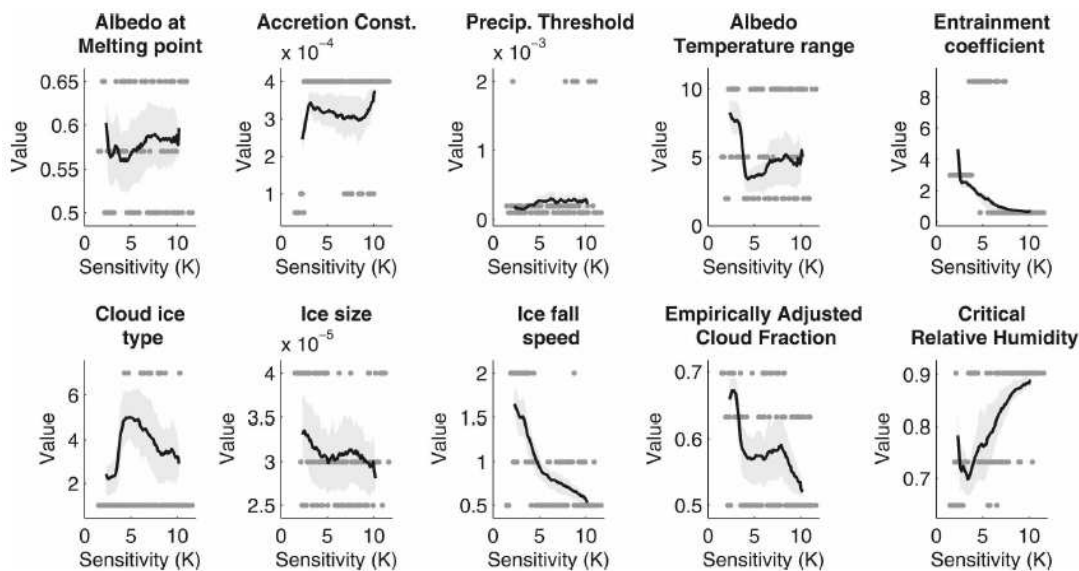 Albedo at
Melting point
Accretion Const.
x 10⁻⁴
Precip. Threshold
x 10⁻³
Albedo
Temperature range
Entrainment
coefficient
0.65
0.6
0.55
0.5
Value
0 5 10
Sensitivity (K)
4
3
2
1
Value
0 5 10
Sensitivity (K)
2
1
0
Value
0 5 10
Sensitivity (K)
10
5
0
Value
0 5 10
Sensitivity (K)
8
6
4
2
0
Value
0 5 10
Sensitivity (K)
Cloud ice
type
Ice size
x 10⁻⁵
Ice fall
speed
Empirically Adjusted
Cloud Fraction
Critical
Relative Humidity
6
4
2
Value
0 5 10
Sensitivity (K)
4
3.5
3
2.5
Value
0 5 10
Sensitivity (K)
2
1
0.5
Value
0 5 10
Sensitivity (K)
0.7
0.6
0.5
Value
0 5 10
Sensitivity (K)
0.9
0.8
0.7
Value
0 5 10
Sensitivity (K)